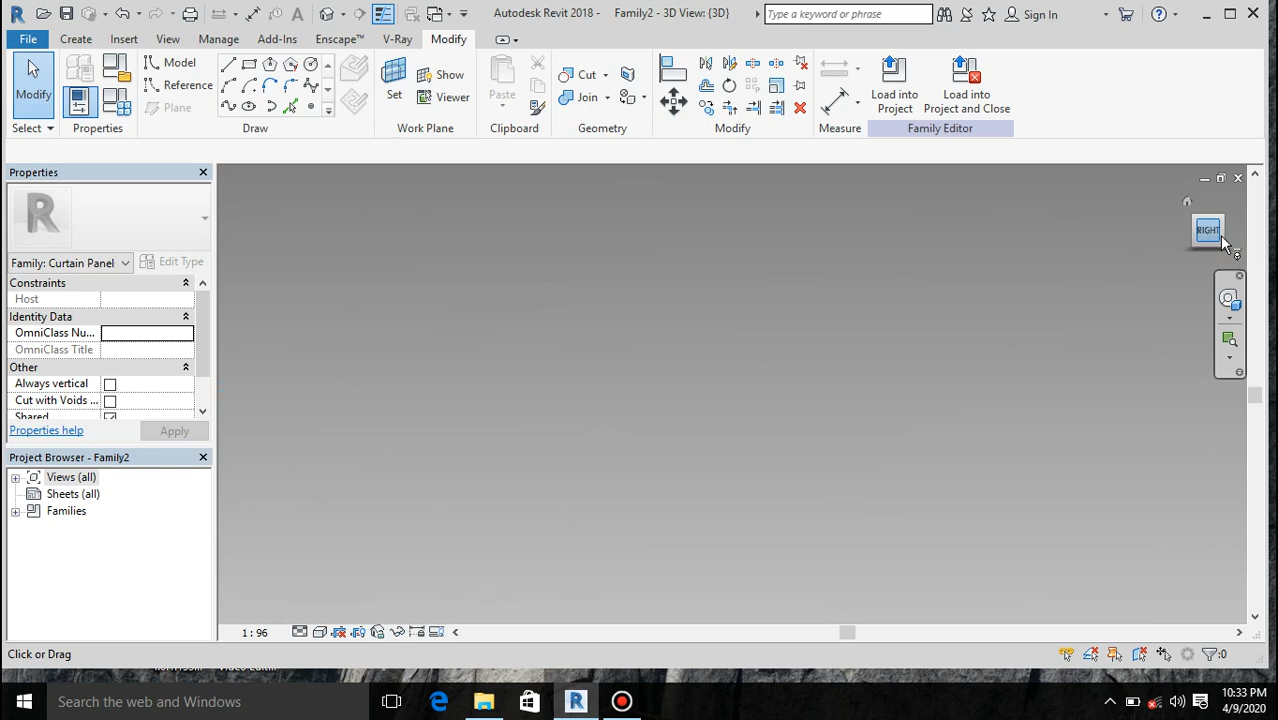 Autodesk Revit 2018 - Family2 - 3D View: {3D}
Type a keyword or phrase
Sign In
File Create Insert View Manage Add-Ins Enscape™ V-Ray Modify
Modify
Select
Properties
Model
Reference
Plane
Draw
Set
Show
Viewer
Work Plane
Paste
Clipboard
Cut
Join
Geometry
Modify
Measure
Load into
Project
Load into
Project and Close
Family Editor
Properties
R
Family: Curtain Panel
Edit Type
Constraints
Host
Identity Data
OmniClass Nu...
OmniClass Title
Other
Always vertical
Cut with Voids ...
Shared
Properties help
Apply
Project Browser - Family2
Views (all)
Sheets (all)
Families
RIGHT
1 : 96
Click or Drag
:0
Search the web and Windows
10:33 PM
4/9/2020